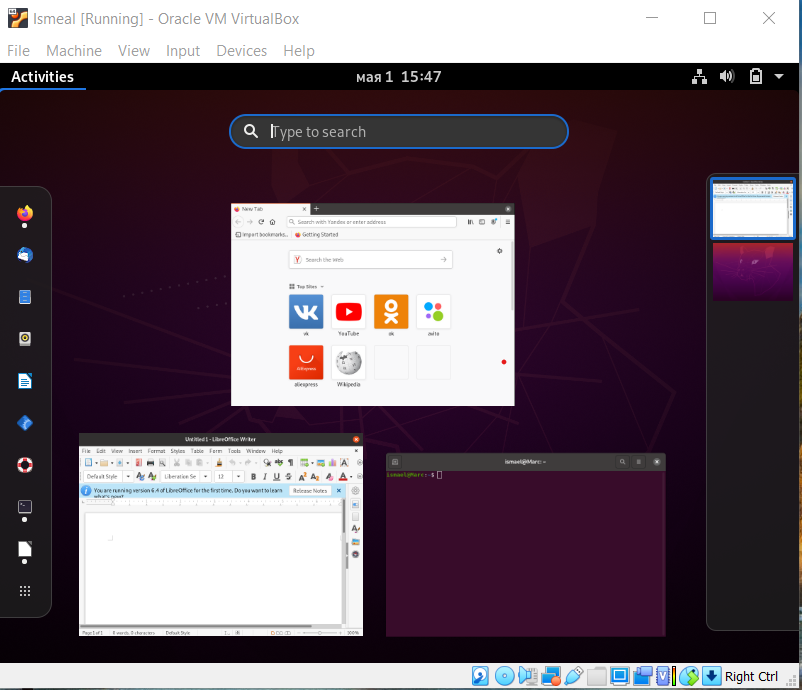 Ismeal [Running] - Oracle VM VirtualBox
File Machine View Input Devices Help
Activities
мая 1 15:47
Type to search
New Tab
Search with Yandex or enter address
Import bookmarks...
Getting Started
Search the Web
Top Sites
vk
YouTube
ok
avito
Aliexpress
aliexpress
Wikipedia
Untitled 1 - LibreOffice Writer
File Edit View Insert Format Styles Table Form Tools Window Help
Default Style
Liberation Se
12
You are running version 6.4 of LibreOffice for the first time. Do you want to learn what's new?
Release Notes
Page 1 of 1
0 words, 0 characters
Default Style
100%
ismael@Mars: ~
ismael@Mars:~$
Right Ctrl